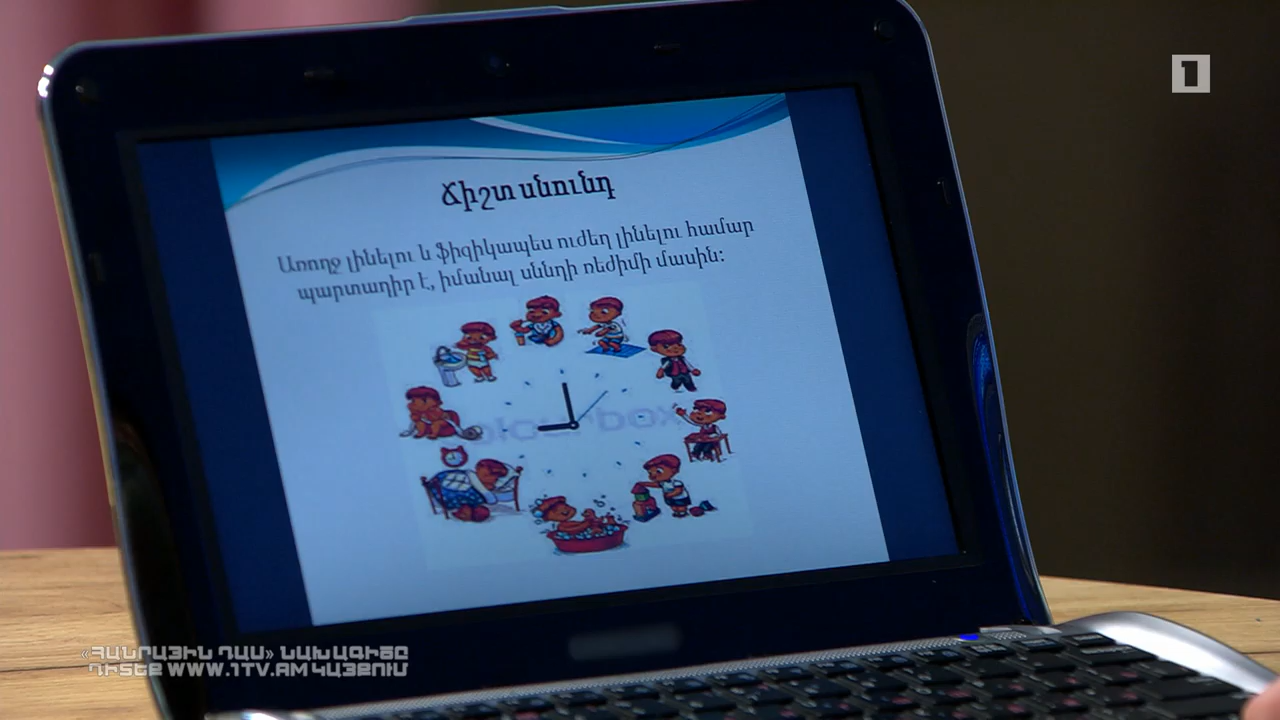 1
Ճիշտ սնունդ
Առողջ լինելու և ֆիզիկապես ուժեղ լինելու համար
պարտադիր է, իմանալ սննդի ռեժիմի մասին:
«ՀԱՆՐԱՅԻՆ ԴԱՍ» ՆԱԽԱԳԻԾԸ
ԴԻՏԵՔ WWW.1TV.AM ԿԱՅՔՈՒՄ